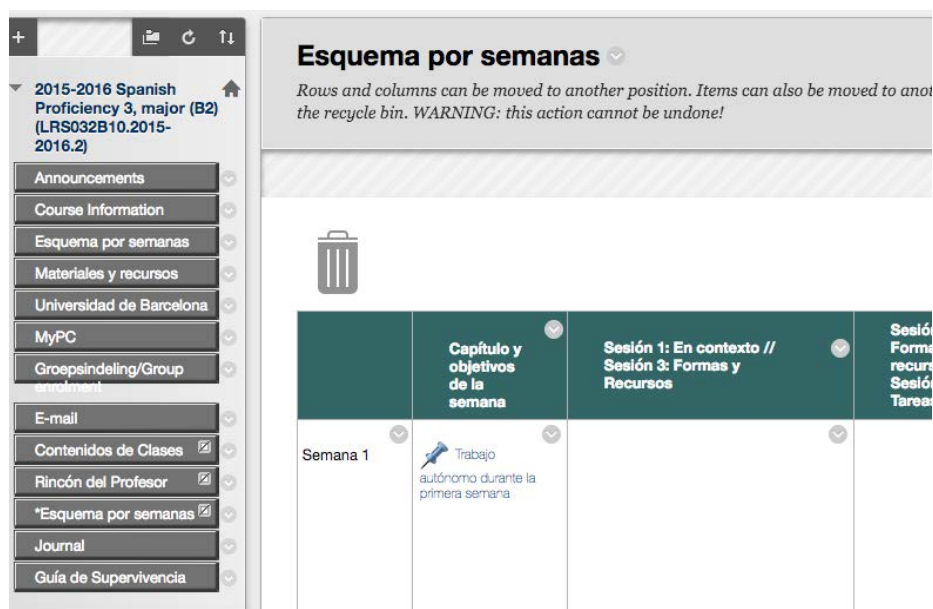 2015-2016 Spanish
Proficiency 3, major (B2)
(LRS032B10.2015-
2016.2)
Announcements
Course Information
Esquema por semanas
Materiales y recursos
Universidad de Barcelona
MyPC
Groepsindeling/Group
enrolment
E-mail
Contenidos de Clases
Rincón del Profesor
*Esquema por semanas
Journal
Guía de Supervivencia
Esquema por semanas
Rows and columns can be moved to another position. Items can also be moved to anot
the recycle bin. WARNING: this action cannot be undone!
Capítulo y
objetivos
de la
semana
Sesión 1: En contexto //
Sesión 3: Formas y
Recursos
Sesió
Forma
recurs
Sesió
Tareas
Semana 1
Trabajo
autónomo durante la
primera semana